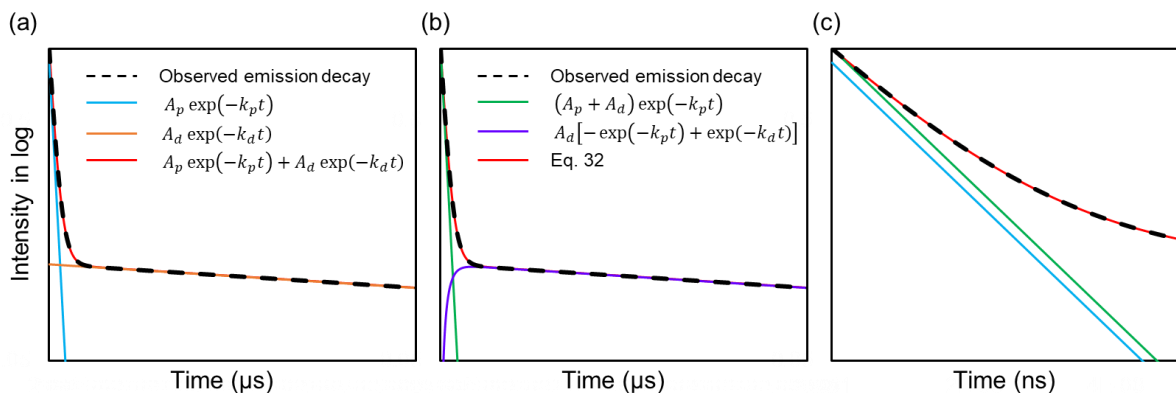 (a)
Intensity in log
Observed emission decay
A_p exp(−k_p t)
A_d exp(−k_d t)
A_p exp(−k_p t) + A_d exp(−k_d t)
Time (μs)
(b)
Observed emission decay
(A_p + A_d) exp(−k_p t)
A_d[− exp(−k_p t) + exp(−k_d t)]
Eq. 32
Time (μs)
(c)
Time (ns)